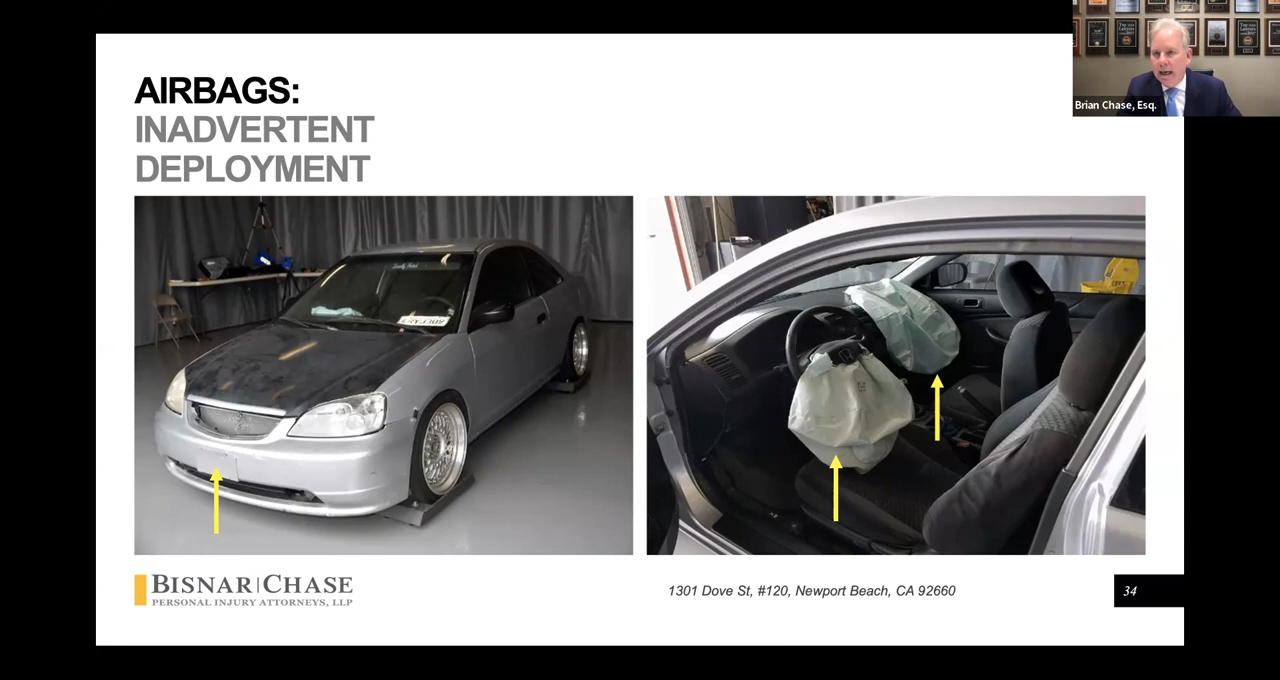 AIRBAGS:
INADVERTENT
DEPLOYMENT
Brian Chase, Esq.
BISNAR|CHASE
PERSONAL INJURY ATTORNEYS, LLP
1301 Dove St, #120, Newport Beach, CA 92660
34